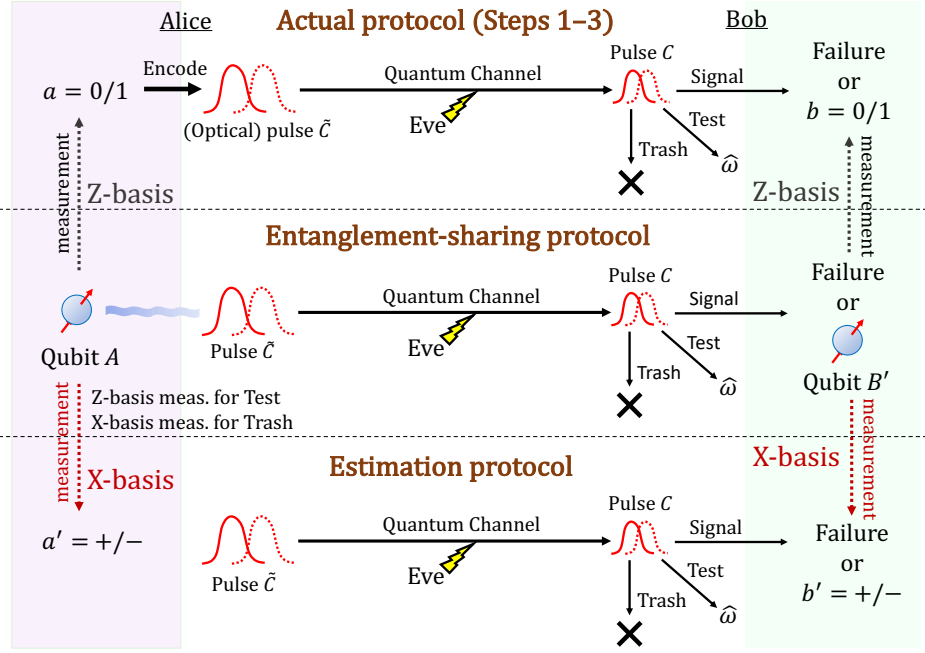 Alice
Actual protocol (Steps 1–3)
Bob
Encode
a = 0/1
(Optical) pulse C̃
Quantum Channel
Eve
Pulse C
Signal
Test
Trash
ω̂
Failure
or
b = 0/1
measurement
Z-basis
Z-basis
measurement
Entanglement-sharing protocol
Qubit A
Pulse C̃
Quantum Channel
Eve
Pulse C
Signal
Test
Trash
ω̂
Failure
or
Qubit B′
Z-basis meas. for Test
X-basis meas. for Trash
measurement
X-basis
X-basis
measurement
Estimation protocol
a′ = +/−
Pulse C̃
Quantum Channel
Eve
Pulse C
Signal
Test
Trash
ω̂
Failure
or
b′ = +/−